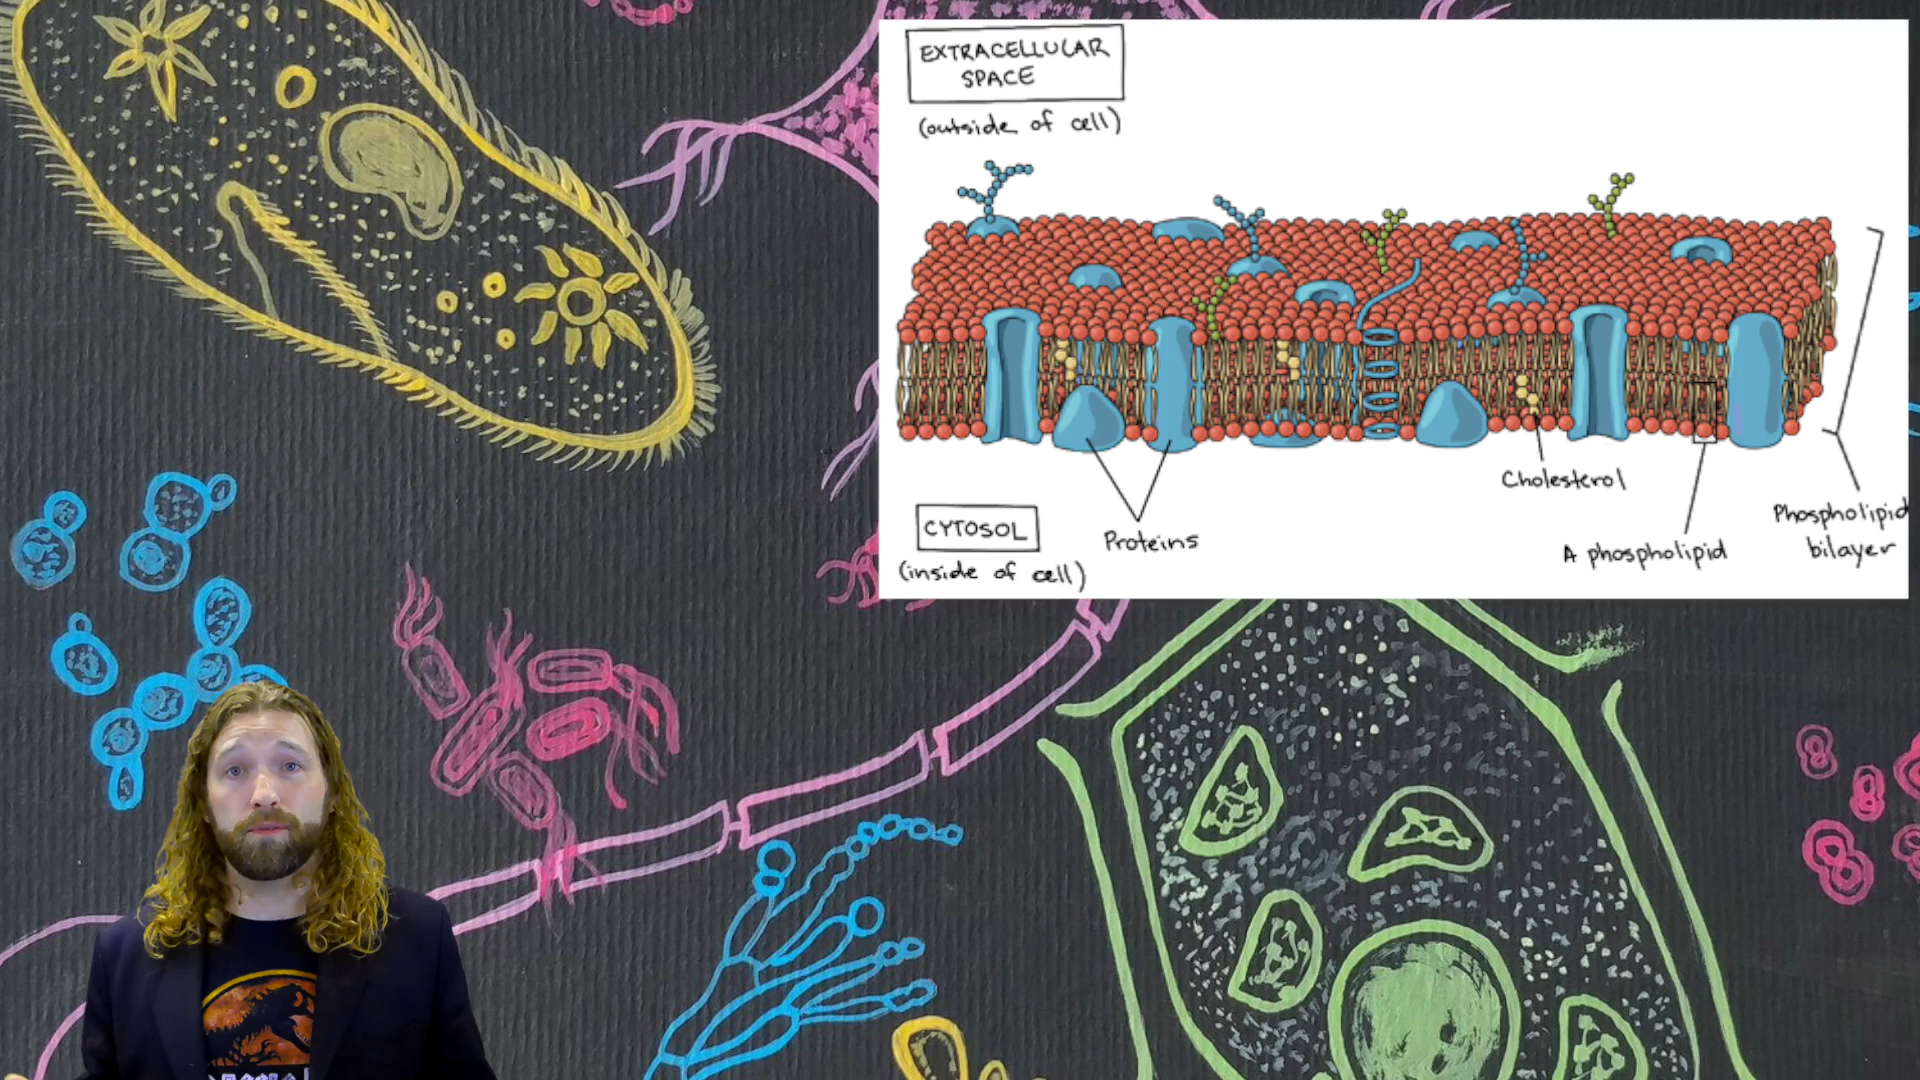 EXTRACELLULAR
SPACE
(outside of cell)
CYTOSOL
(inside of cell)
Proteins
Cholesterol
A phospholipid
Phospholipid
bilayer